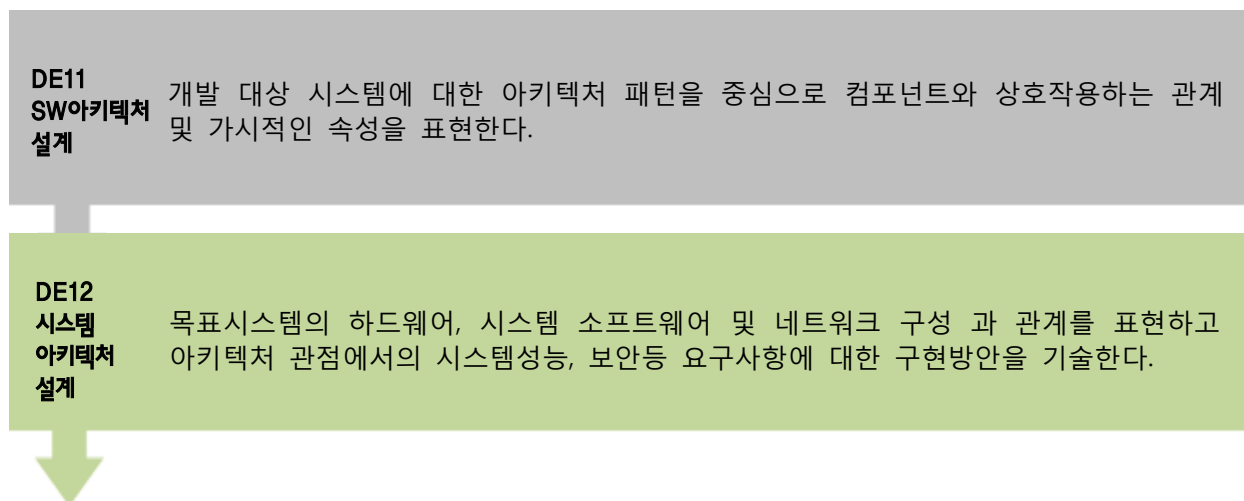 DE11
SW아키텍처
설계
개발 대상 시스템에 대한 아키텍처 패턴을 중심으로 컴포넌트와 상호작용하는 관계
및 가시적인 속성을 표현한다.
DE12
시스템
아키텍처
설계
목표시스템의 하드웨어, 시스템 소프트웨어 및 네트워크 구성 과 관계를 표현하고
아키텍처 관점에서의 시스템성능, 보안등 요구사항에 대한 구현방안을 기술한다.